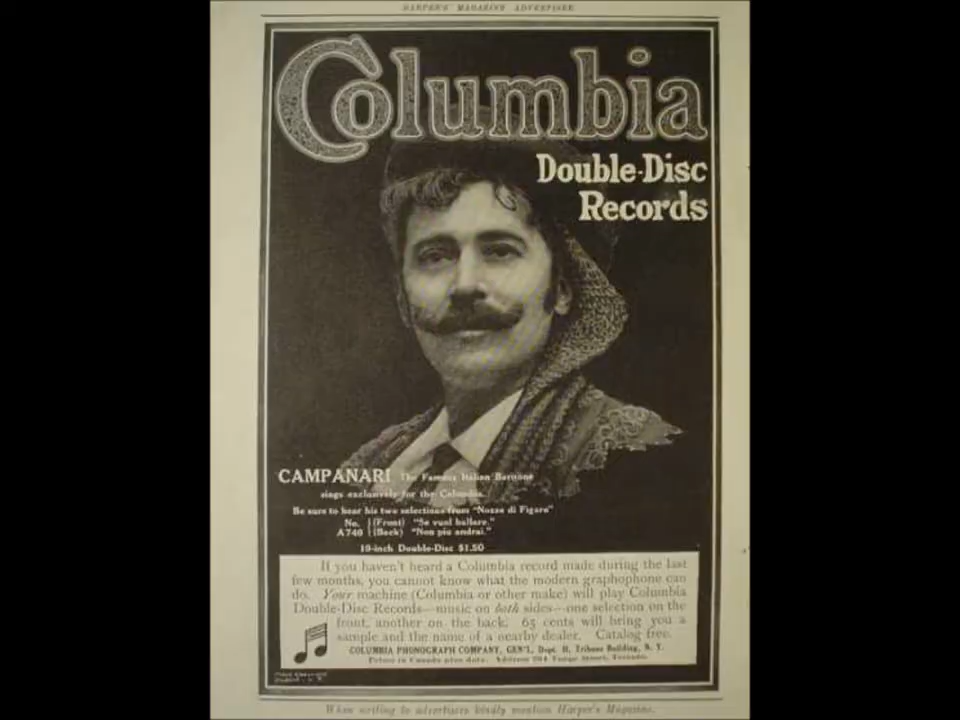 HARPER'S MAGAZINE ADVERTISER
Columbia
Double-Disc
Records
CAMPANARI The Famous Italian Baritone
sings exclusively for the Columbia.
Be sure to hear his two selections from "Nozze di Figaro"
No. (Front) "Se vuol ballare."
A740 (Back) "Non piu andrai."
10-inch Double-Disc $1.50
If you haven't heard a Columbia record made during the last
few months, you cannot know what the modern graphophone can
do. Your machine (Columbia or other make) will play Columbia
Double-Disc Records—music on both sides—one selection on the
front, another on the back. 65 cents will bring you a
sample and the name of a nearby dealer. Catalog free.
COLUMBIA PHONOGRAPH COMPANY, GEN'L, Dept. H, Tribune Building, N. Y.
Prices in Canada plus duty. Address 264 Yonge Street, Toronto.
When writing to advertisers kindly mention Harper's Magazine.